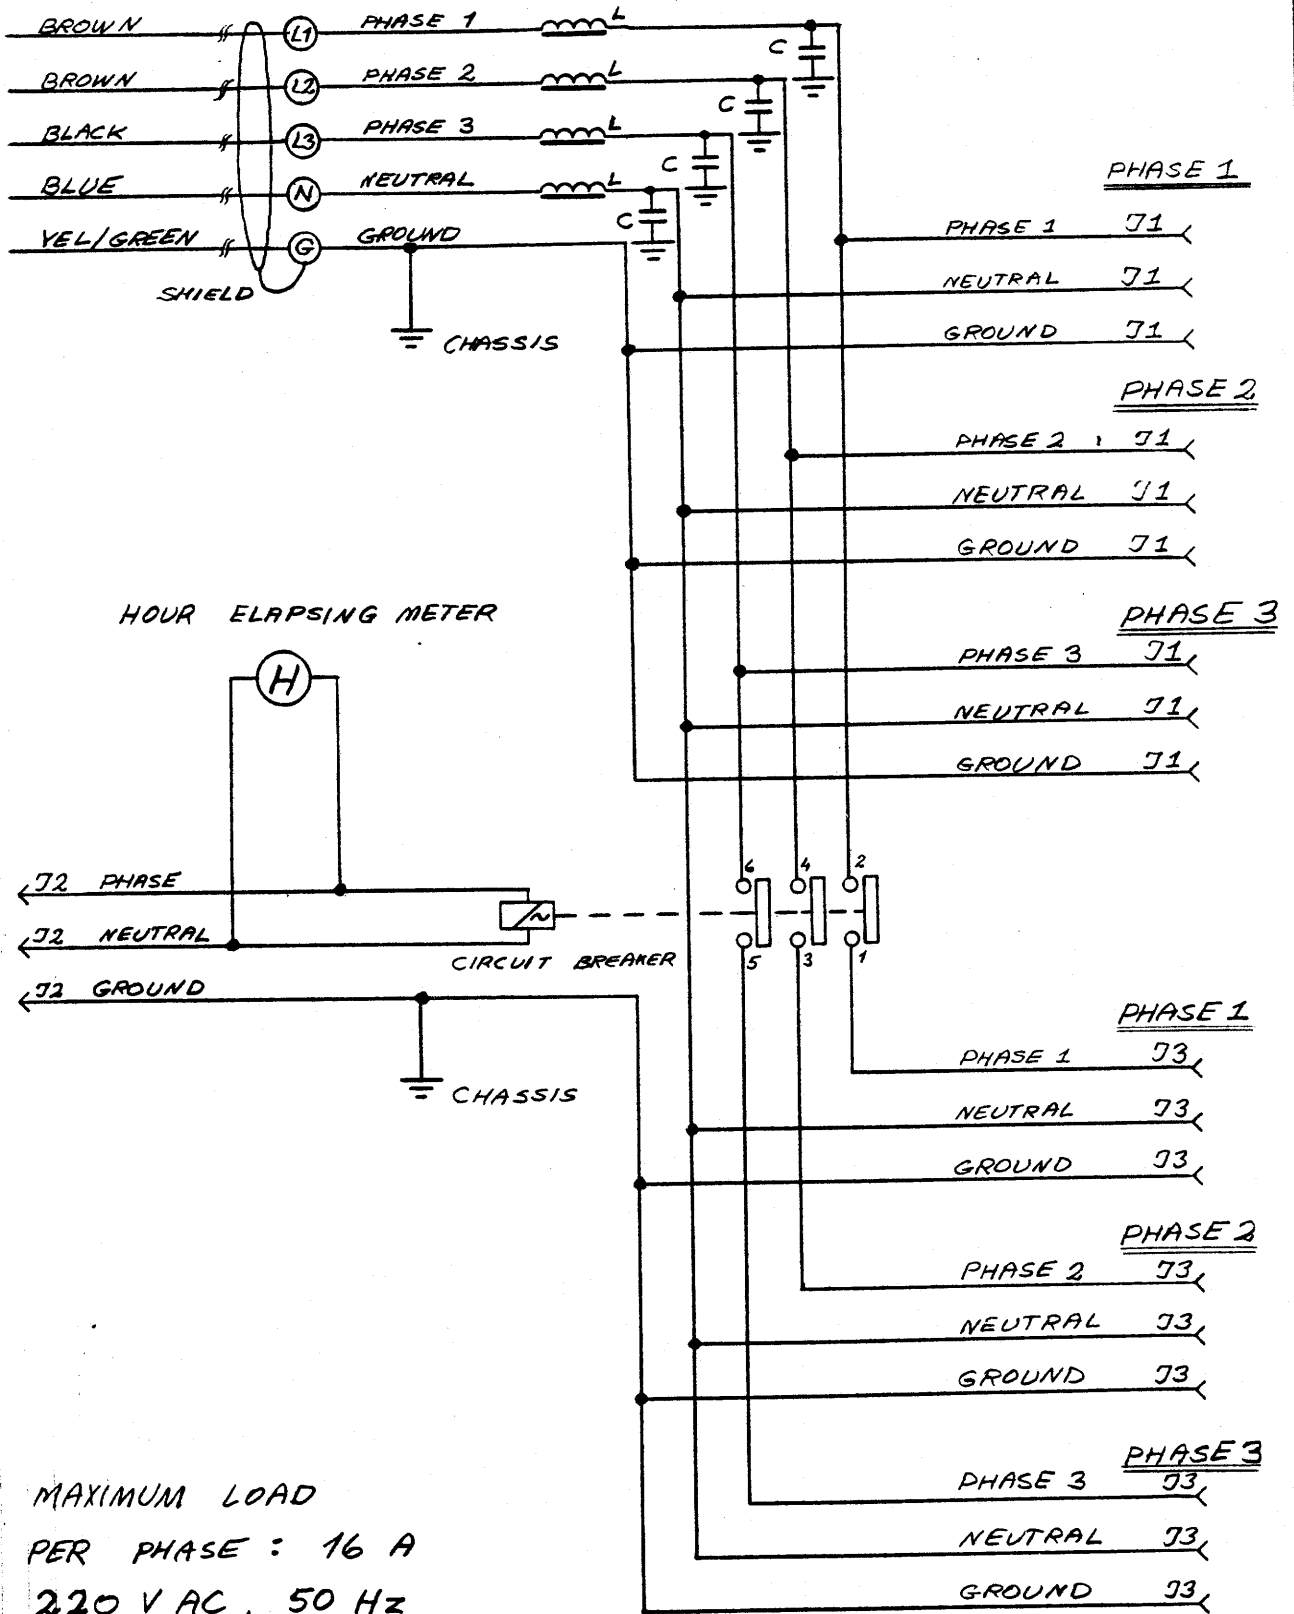 BROWN L1 PHASE 1 L
C
BROWN L2 PHASE 2 L
C
BLACK L3 PHASE 3 L
C
BLUE N NEUTRAL L
C
YEL/GREEN G GROUND
SHIELD
CHASSIS
PHASE 1
PHASE 1 J1
NEUTRAL J1
GROUND J1
PHASE 2
PHASE 2 J1
NEUTRAL J1
GROUND J1
PHASE 3
PHASE 3 J1
NEUTRAL J1
GROUND J1
HOUR ELAPSING METER
H
J2 PHASE
J2 NEUTRAL
J2 GROUND
CIRCUIT BREAKER
6 4 2
5 3 1
CHASSIS
PHASE 1
PHASE 1 J3
NEUTRAL J3
GROUND J3
PHASE 2
PHASE 2 J3
NEUTRAL J3
GROUND J3
PHASE 3
PHASE 3 J3
NEUTRAL J3
GROUND J3
MAXIMUM LOAD
PER PHASE : 16 A
220 V AC, 50 Hz